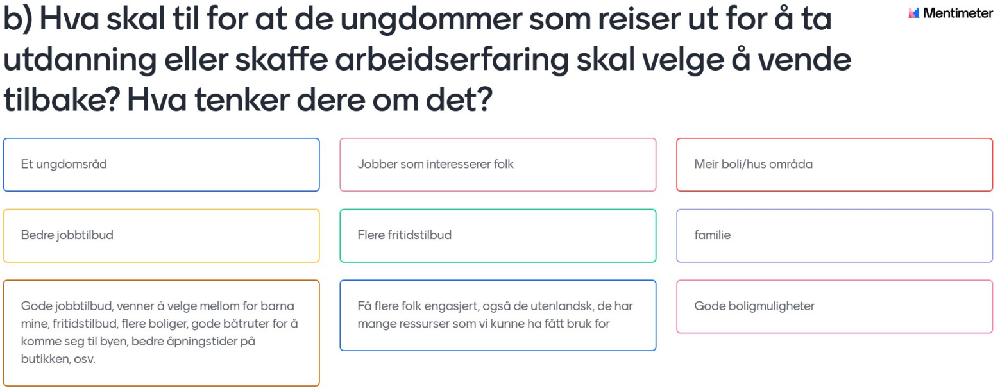 b) Hva skal til for at de ungdommer som reiser ut for å ta
utdanning eller skaffe arbeidserfaring skal velge å vende
tilbake? Hva tenker dere om det?
Mentimeter
Et ungdomsråd
Jobber som interesserer folk
Meir boli/hus områda
Bedre jobbtilbud
Flere fritidstilbud
familie
Gode jobbtilbud, venner å velge mellom for barna
mine, fritidstilbud, flere boliger, gode båtruter for å
komme seg til byen, bedre åpningstider på
butikken, osv.
Få flere folk engasjert, også de utenlandsk, de har
mange ressurser som vi kunne ha fått bruk for
Gode boligmuligheter